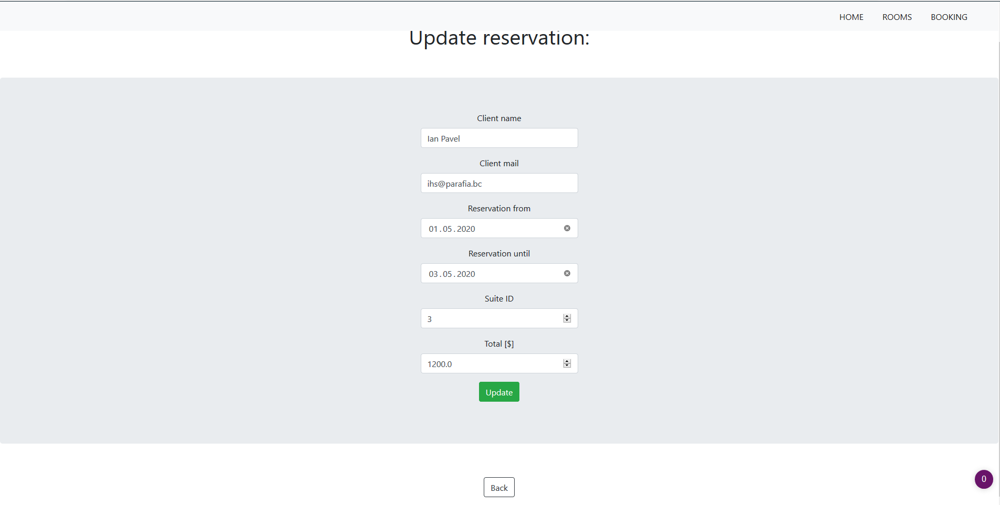 HOME ROOMS BOOKING
Update reservation:
Client name
Ian Pavel
Client mail
ihs@parafia.bc
Reservation from
01.05.2020
Reservation until
03.05.2020
Suite ID
3
Total [$]
1200.0
Update
0
Back